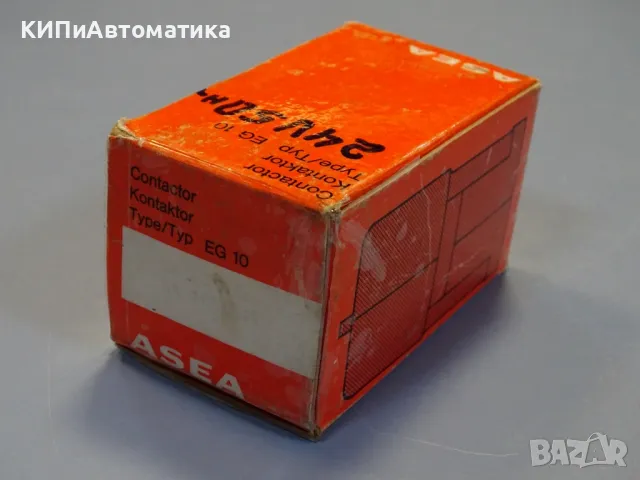 КИПиАвтоматика
ASEA
24V50Hz
Contactor
Kontaktor
Type/Typ EG 10
Contactor
Kontaktor
Type/Typ EG 10
ASEA
BAZAR